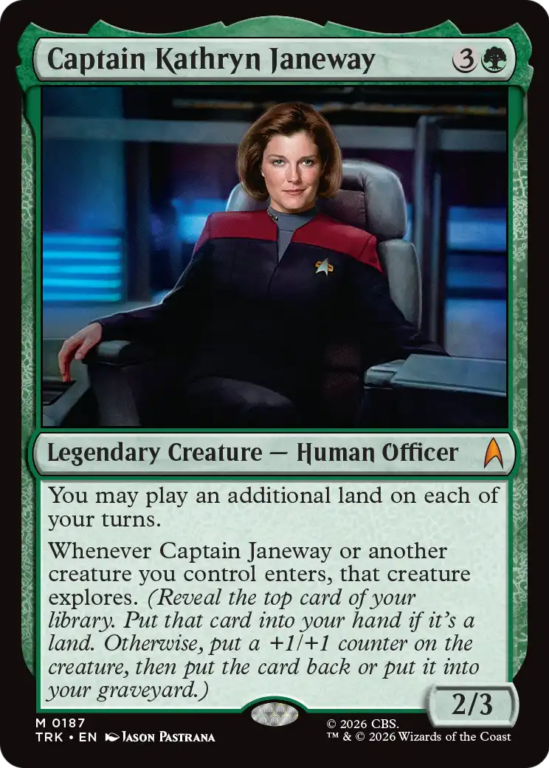 Captain Kathryn Janeway 3
Legendary Creature — Human Officer
You may play an additional land on each of
your turns.
Whenever Captain Janeway or another
creature you control enters, that creature
explores. (Reveal the top card of your
library. Put that card into your hand if it's a
land. Otherwise, put a +1/+1 counter on the
creature, then put the card back or put it into
your graveyard.)
2/3
M 0187
TRK • EN Jason Pastrana
© 2026 CBS.
™ & © 2026 Wizards of the Coast